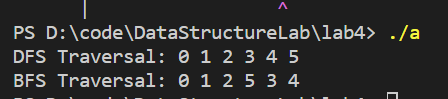 |                        ^
PS D:\code\DataStructureLab\lab4> ./a
DFS Traversal: 0 1 2 3 4 5
BFS Traversal: 0 1 2 5 3 4